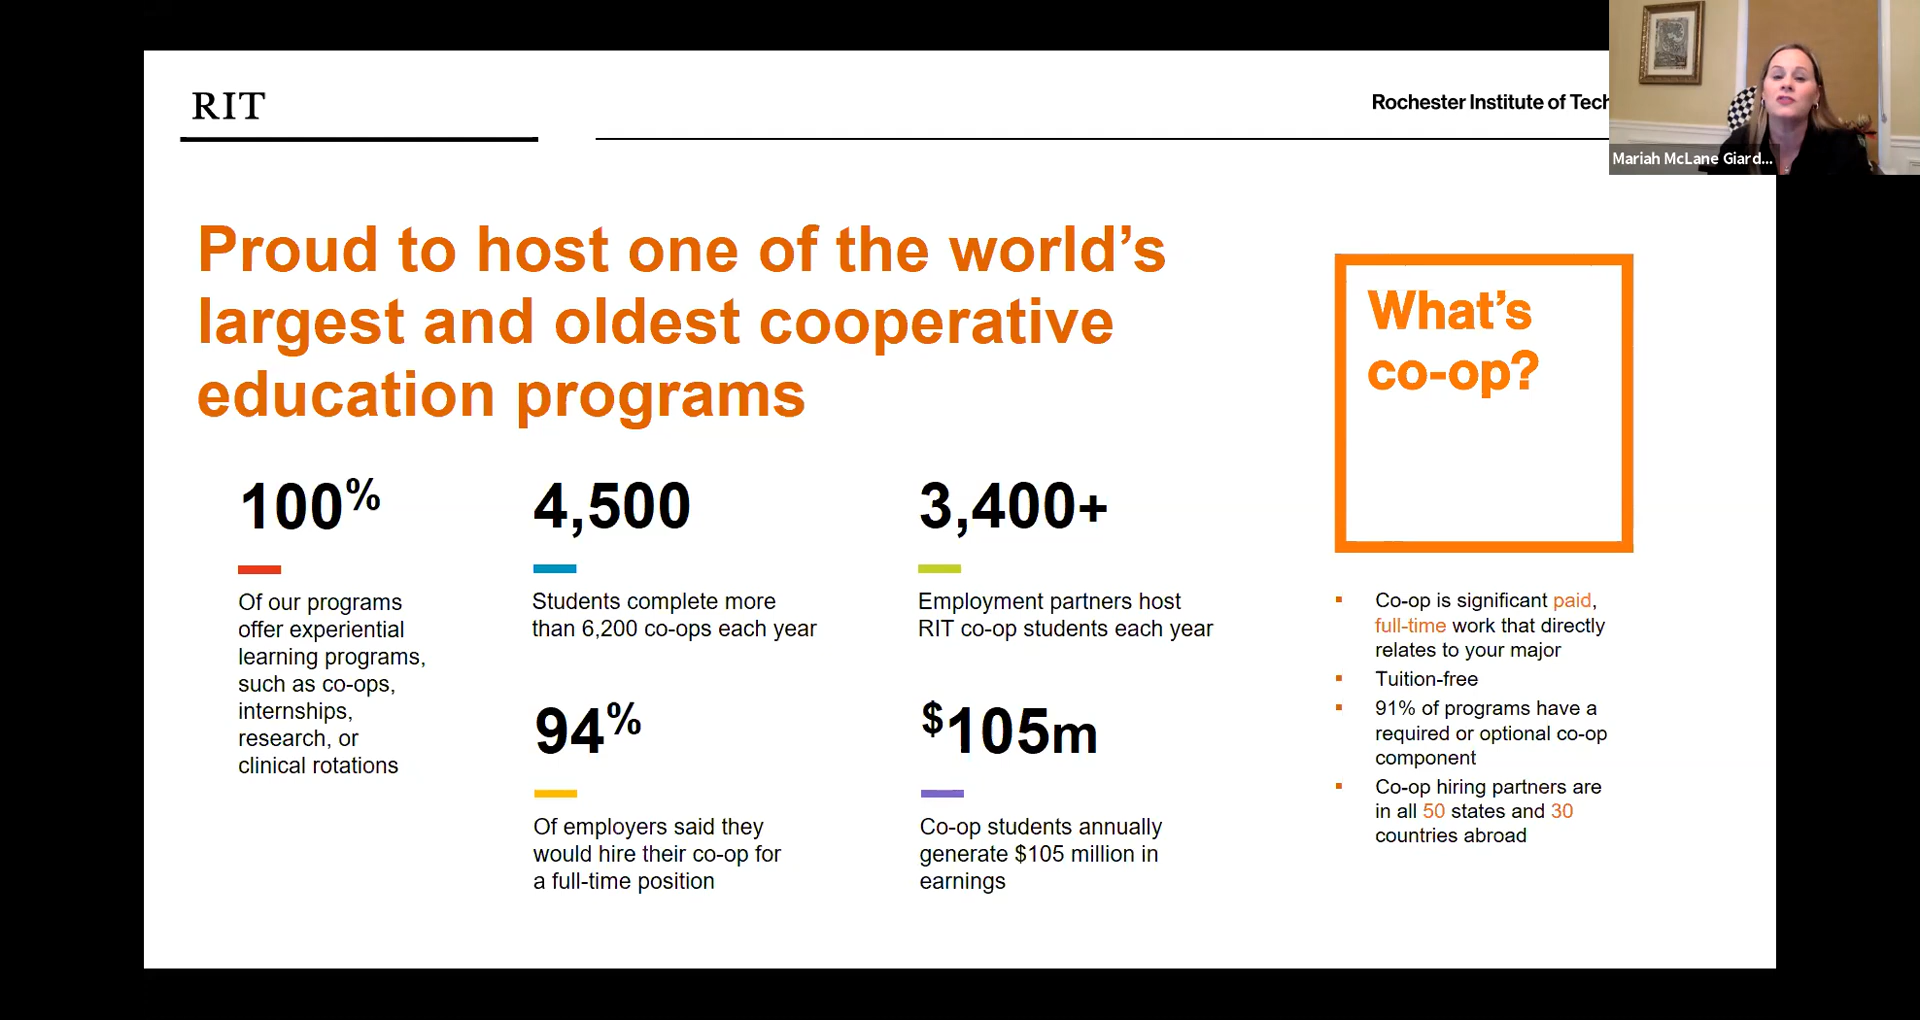 RIT
Rochester Institute of Tech
Mariah McLane Giard...
Proud to host one of the world's
largest and oldest cooperative
education programs
100%
Of our programs
offer experiential
learning programs,
such as co-ops,
internships,
research, or
clinical rotations
4,500
Students complete more
than 6,200 co-ops each year
3,400+
Employment partners host
RIT co-op students each year
94%
Of employers said they
would hire their co-op for
a full-time position
$105m
Co-op students annually
generate $105 million in
earnings
What's
co-op?
▪ Co-op is significant paid,
full-time work that directly
relates to your major
▪ Tuition-free
▪ 91% of programs have a
required or optional co-op
component
▪ Co-op hiring partners are
in all 50 states and 30
countries abroad